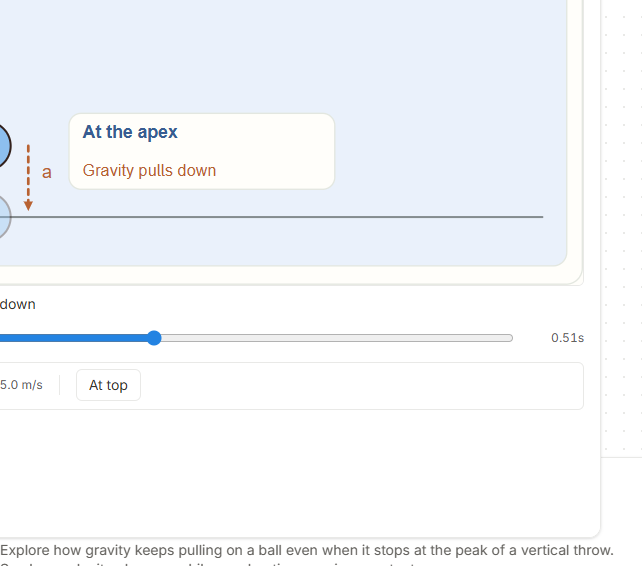 At the apex
Gravity pulls down
a
down
0.51s
5.0 m/s
At top
Explore how gravity keeps pulling on a ball even when it stops at the peak of a vertical throw.